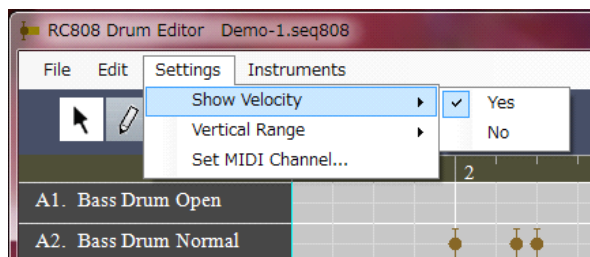 RC808 Drum Editor Demo-1.seq808
File Edit Settings Instruments
Show Velocity
Yes
Vertical Range
No
Set MIDI Channel...
2
A1. Bass Drum Open
A2. Bass Drum Normal